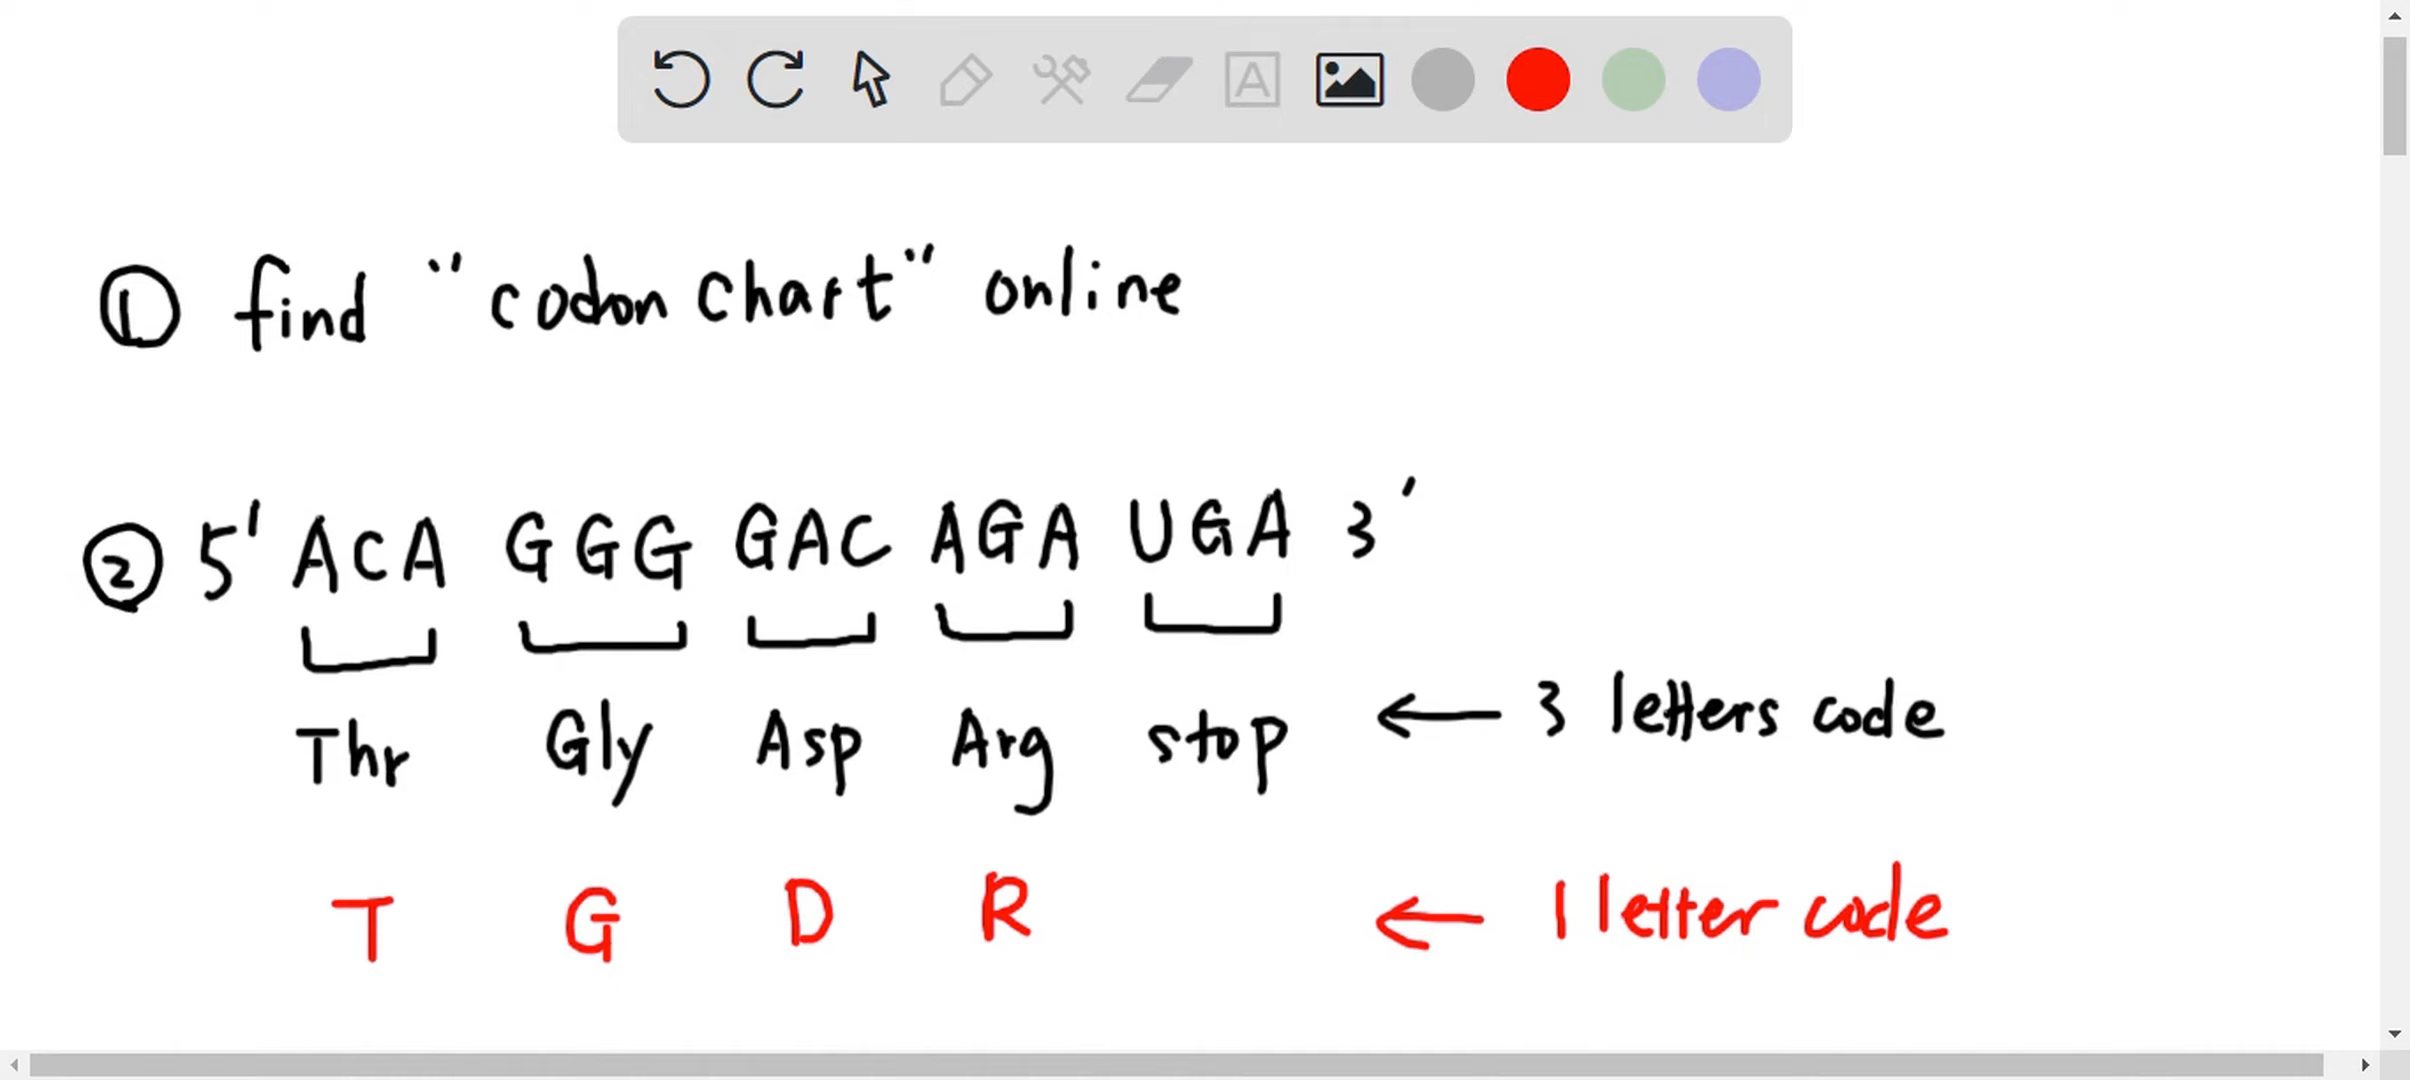 A
① find "codon chart" online
② 5' ACA GGG GAC AGA UGA 3'
Thr Gly Asp Arg stop ← 3 letters code
T G D R ← 1 letter code